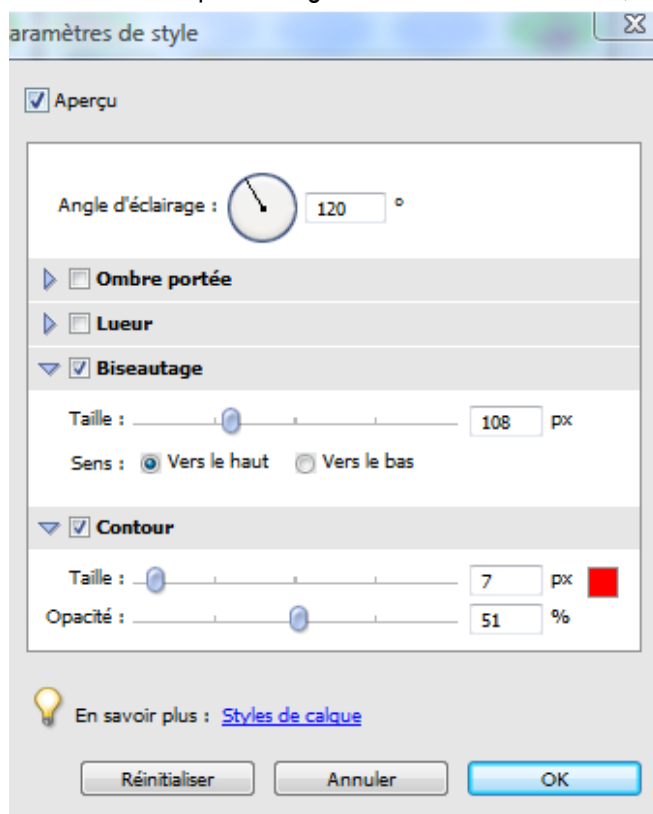 aramètres de style
Aperçu
Angle d'éclairage : 120 °
Ombre portée
Lueur
Biseautage
Taille : 108 px
Sens : Vers le haut Vers le bas
Contour
Taille : 7 px
Opacité : 51 %
En savoir plus : Styles de calque
Réinitialiser Annuler OK